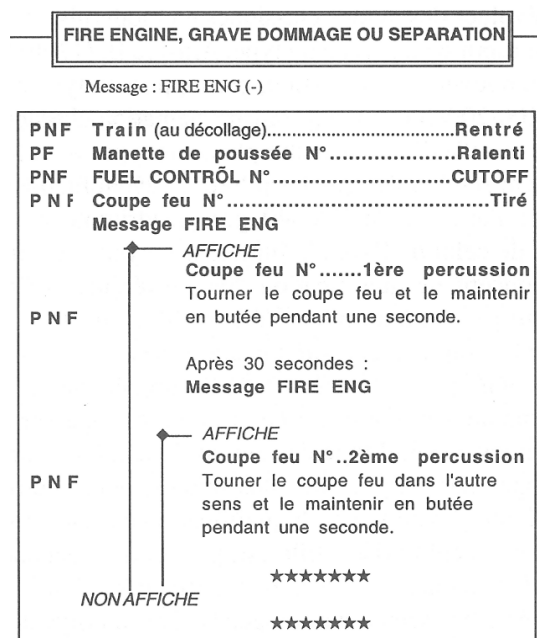 FIRE ENGINE, GRAVE DOMMAGE OU SEPARATION
Message : FIRE ENG (-)
PNF Train (au décollage)....................................Rentré
PF Manette de poussée N°...................Ralenti
PNF FUEL CONTRÕL N°...........................CUTOFF
PNF Coupe feu N°.........................................Tiré
Message FIRE ENG
AFFICHE
Coupe feu N°.......1ère percussion
Tourner le coupe feu et le maintenir
PNF en butée pendant une seconde.
Après 30 secondes :
Message FIRE ENG
AFFICHE
Coupe feu N°..2ème percussion
PNF Touner le coupe feu dans l'autre
sens et le maintenir en butée
pendant une seconde.
★★★★★★★
NON AFFICHE
★★★★★★★